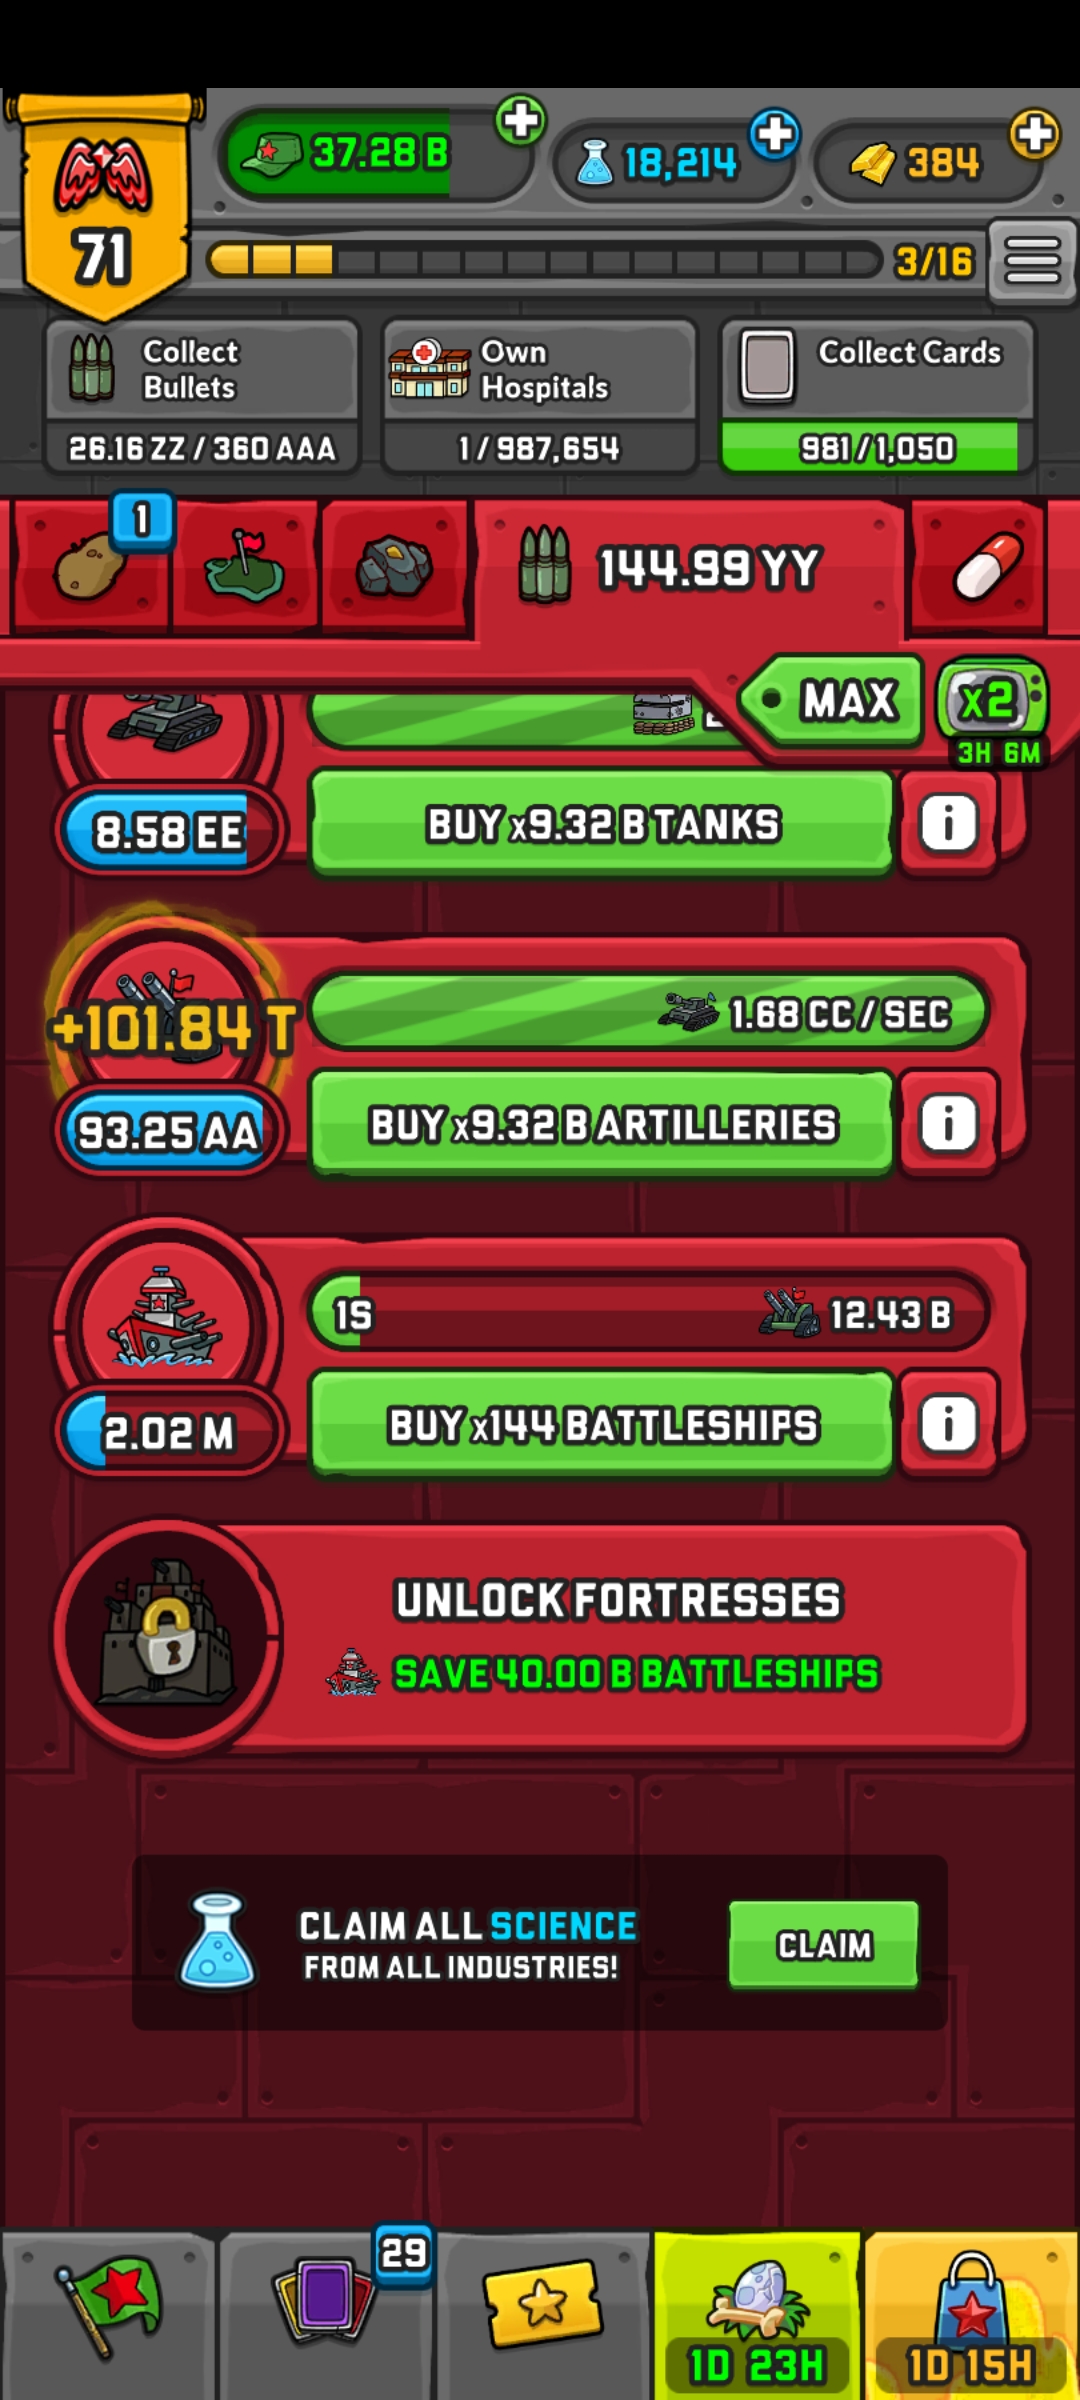 71
37.28 B
18,214
384
3/16
Collect
Bullets
26.16 ZZ / 360 AAA
Own
Hospitals
1 / 987,654
Collect Cards
981 / 1,050
1
144.99 YY
MAX
x2
3H 6M
8.58 EE
BUY x9.32 B TANKS
i
+101.84 T
1.68 CC / SEC
93.25 AA
BUY x9.32 B ARTILLERIES
i
1S
12.43 B
2.02 M
BUY x144 BATTLESHIPS
i
UNLOCK FORTRESSES
SAVE 40.00 B BATTLESHIPS
CLAIM ALL SCIENCE
FROM ALL INDUSTRIES!
CLAIM
29
1D 23H
1D 15H